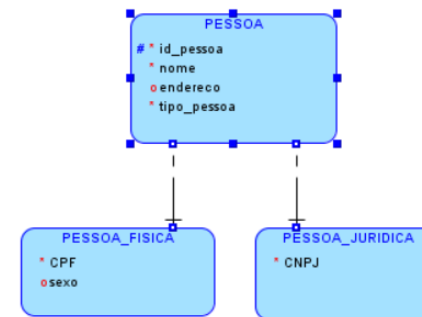 PESSOA
# * id_pessoa
* nome
o endereco
* tipo_pessoa
PESSOA_FISICA
* CPF
o sexo
PESSOA_JURIDICA
* CNPJ